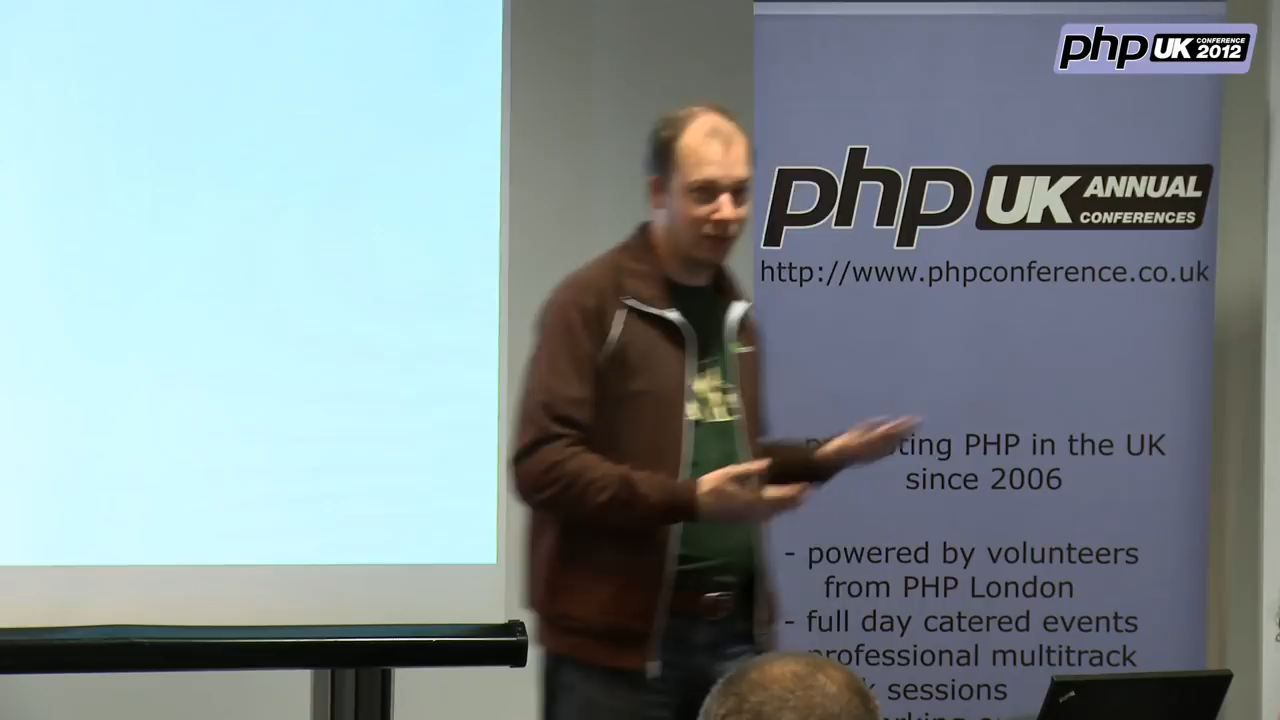 php UK CONFERENCE 2012
php UK ANNUAL CONFERENCES
http://www.phpconference.co.uk
PHP in the UK
since 2006
- powered by volunteers
from PHP London
- full day catered events
professional multitrack
sessions